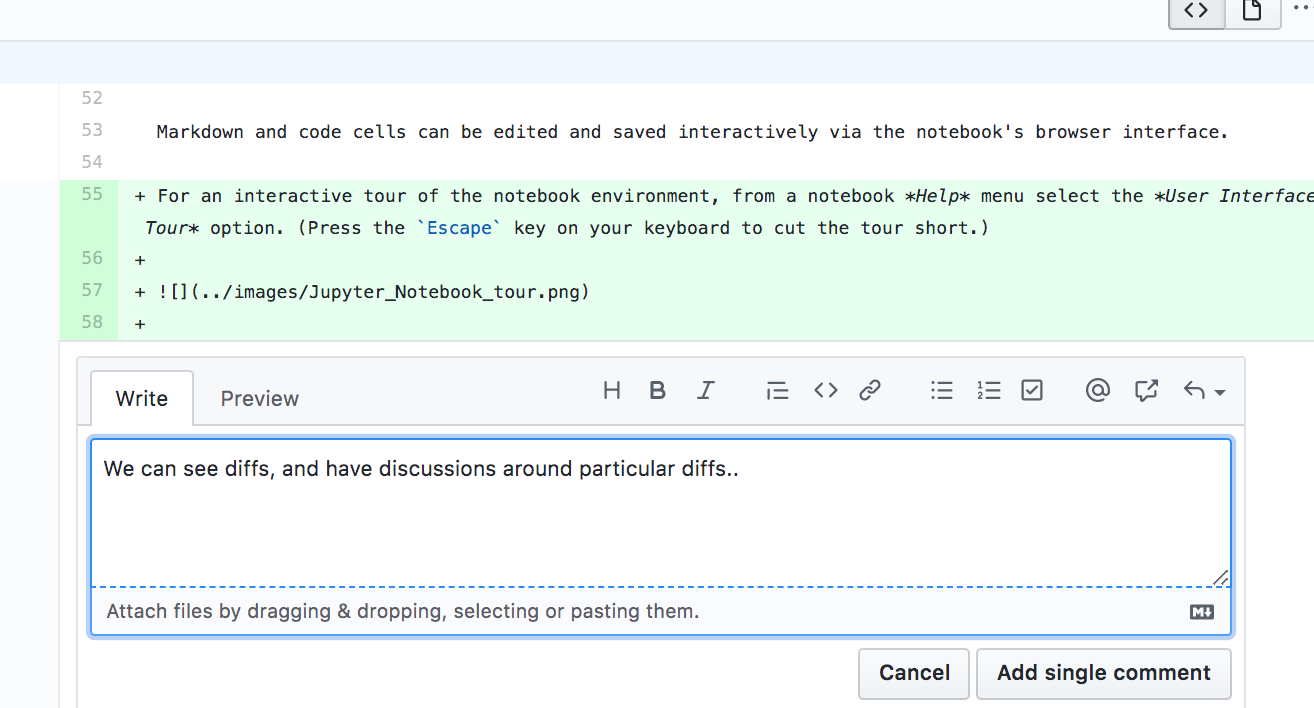 52
53 Markdown and code cells can be edited and saved interactively via the notebook's browser interface.
54
55 + For an interactive tour of the notebook environment, from a notebook *Help* menu select the *User Interface
Tour* option. (Press the `Escape` key on your keyboard to cut the tour short.)
56 +
57 + ![](../images/Jupyter_Notebook_tour.png)
58 +
Write Preview
We can see diffs, and have discussions around particular diffs..
Attach files by dragging & dropping, selecting or pasting them.
Cancel Add single comment